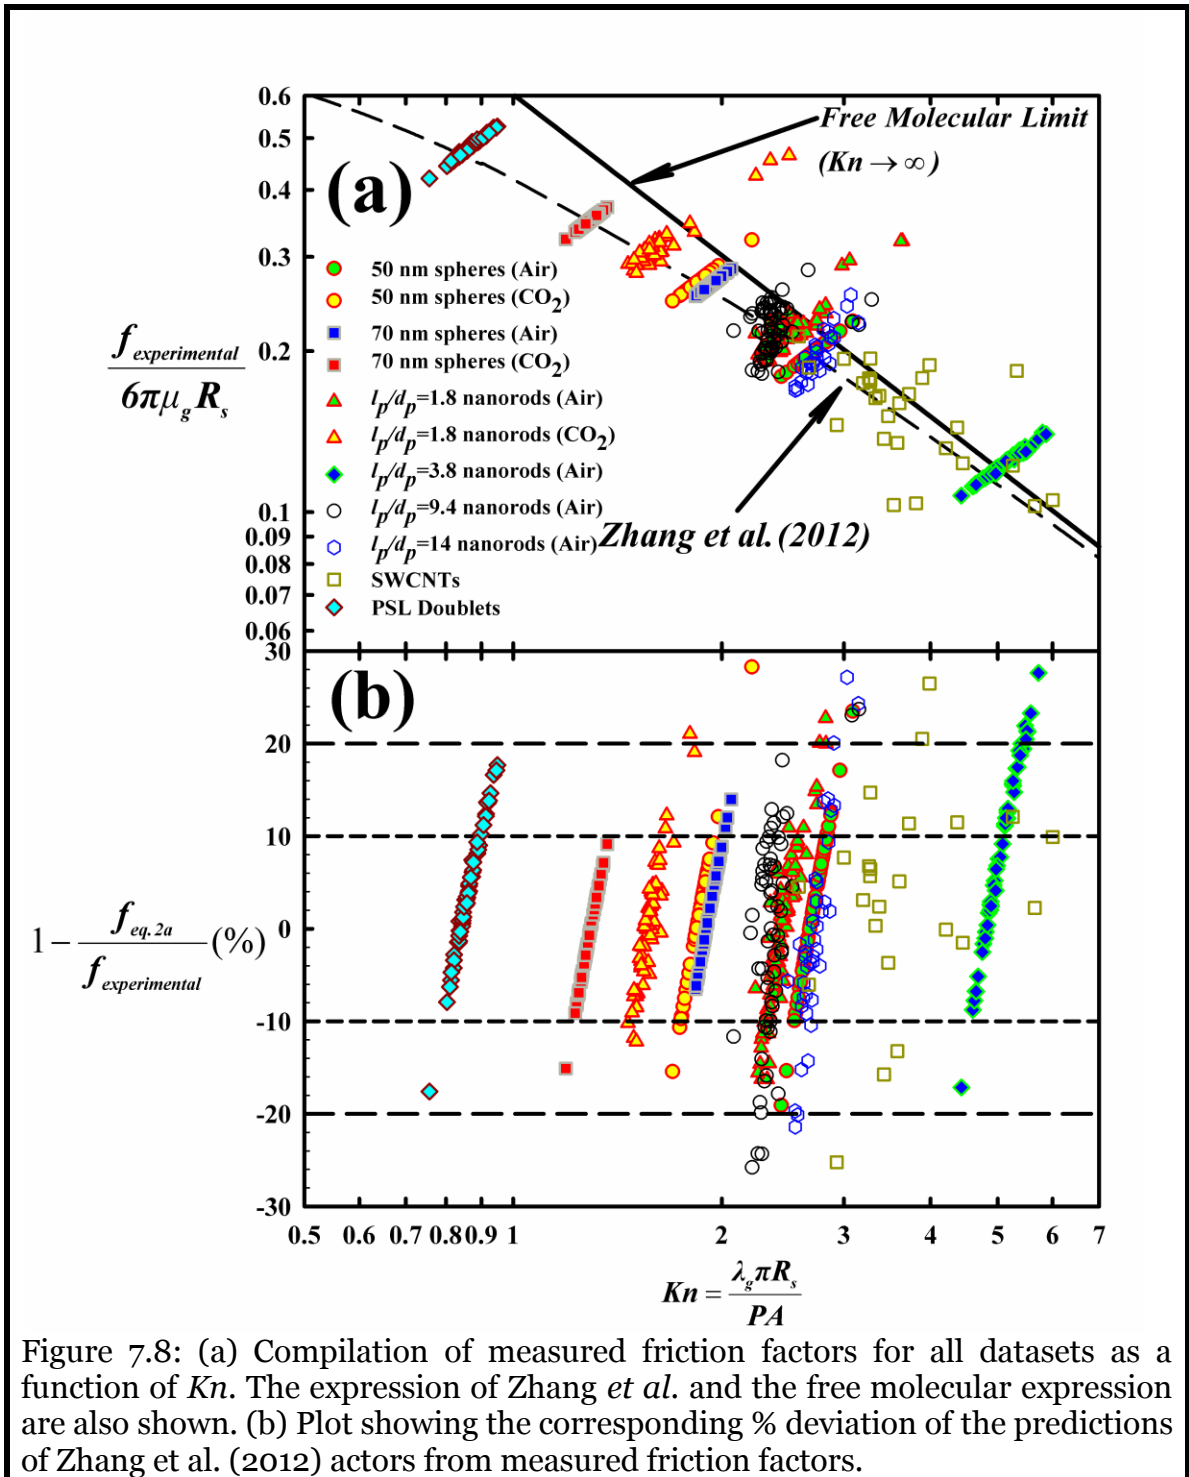 0.6
0.5
0.4
0.3
0.2
0.1
0.09
0.08
0.07
0.06
f experimental
6πμg Rs
(a)
Free Molecular Limit
(Kn → ∞)
50 nm spheres (Air)
50 nm spheres (CO2)
70 nm spheres (Air)
70 nm spheres (CO2)
lp/dp=1.8 nanorods (Air)
lp/dp=1.8 nanorods (CO2)
lp/dp=3.8 nanorods (Air)
lp/dp=9.4 nanorods (Air)
lp/dp=14 nanorods (Air)
SWCNTs
PSL Doublets
Zhang et al. (2012)
30
20
10
0
-10
-20
-30
(b)
1 − f eq.2a / f experimental (%)
0.5 0.6 0.7 0.8 0.9 1 2 3 4 5 6 7
Kn = λg πRs / PA
Figure 7.8: (a) Compilation of measured friction factors for all datasets as a
function of Kn. The expression of Zhang et al. and the free molecular expression
are also shown. (b) Plot showing the corresponding % deviation of the predictions
of Zhang et al. (2012) actors from measured friction factors.